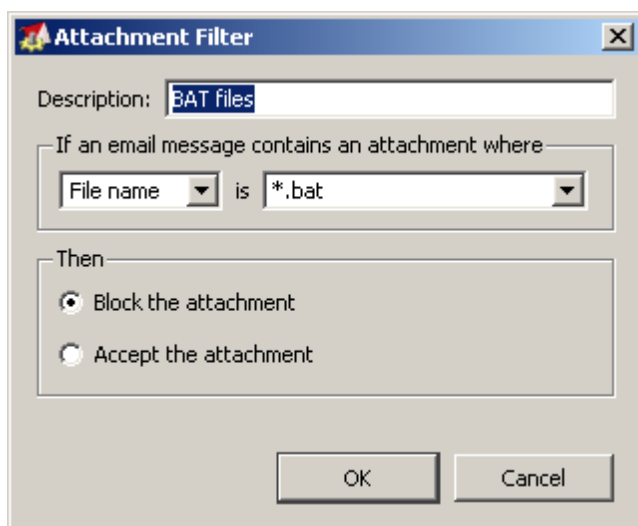 Attachment Filter
Description: BAT files
If an email message contains an attachment where
File name is *.bat
Then
Block the attachment
Accept the attachment
OK Cancel